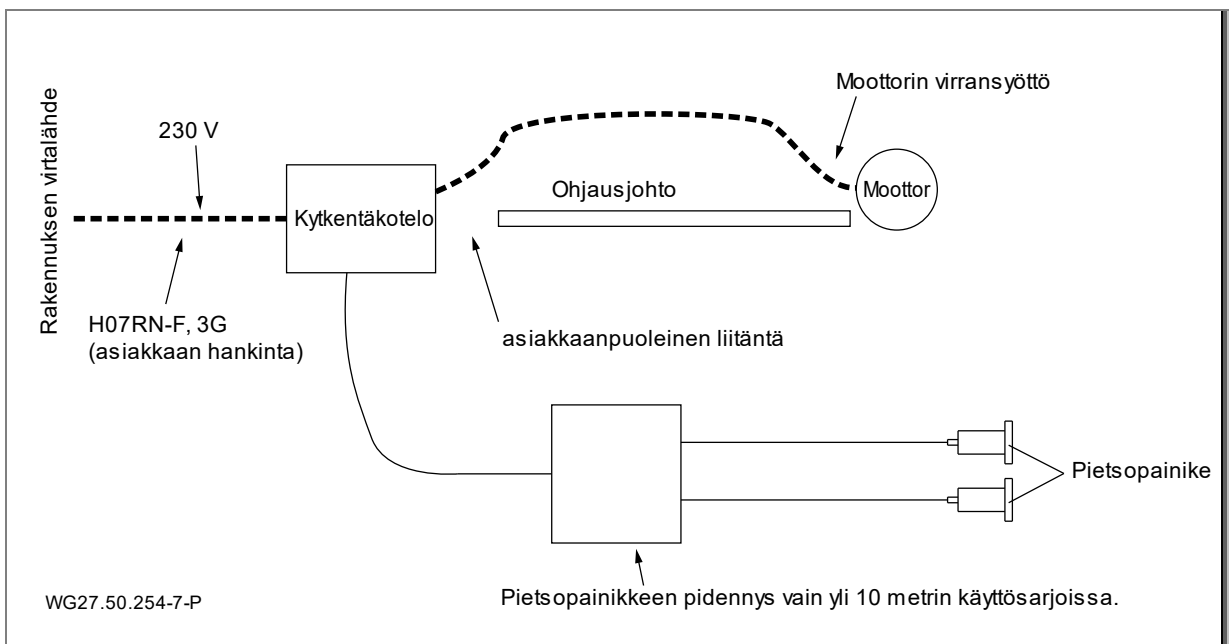 Moottorin virransyöttö
230 V
Rakennuksen virtalähde
Ohjausjohto
Moottor
Kytkentäkotelo
H07RN-F, 3G
(asiakkaan hankinta)
asiakkaanpuoleinen liitäntä
Pietsopainike
WG27.50.254-7-P
Pietsopainikkeen pidennys vain yli 10 metrin käyttösarjoissa.